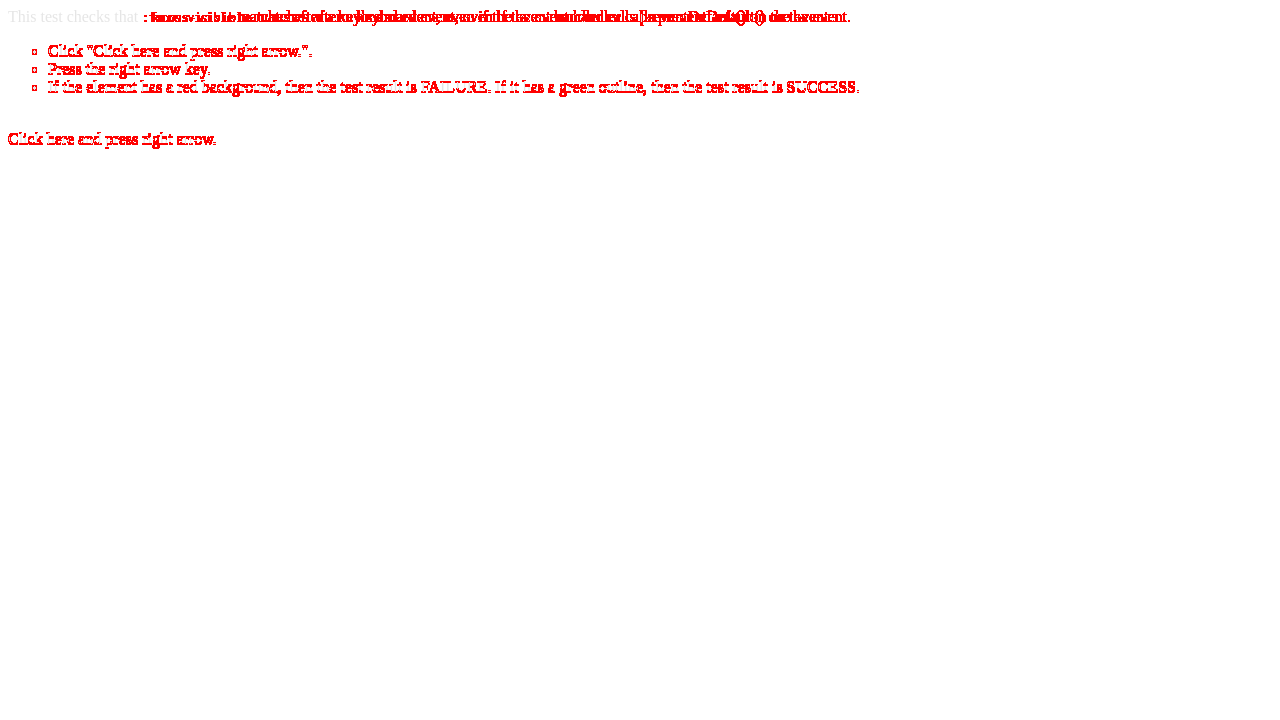 This test checks that :focus-visible matches after a keyboard event, even if the event handler calls preventDefault() on the event.
Click "Click here and press right arrow.".
Press the right arrow key.
If the element has a red background, then the test result is FAILURE. If it has a green outline, then the test result is SUCCESS.
Click here and press right arrow.